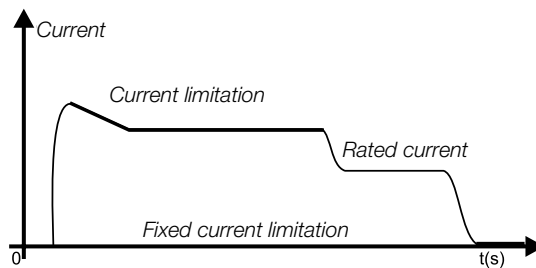 Current
Current limitation
Rated current
Fixed current limitation
0
t(s)